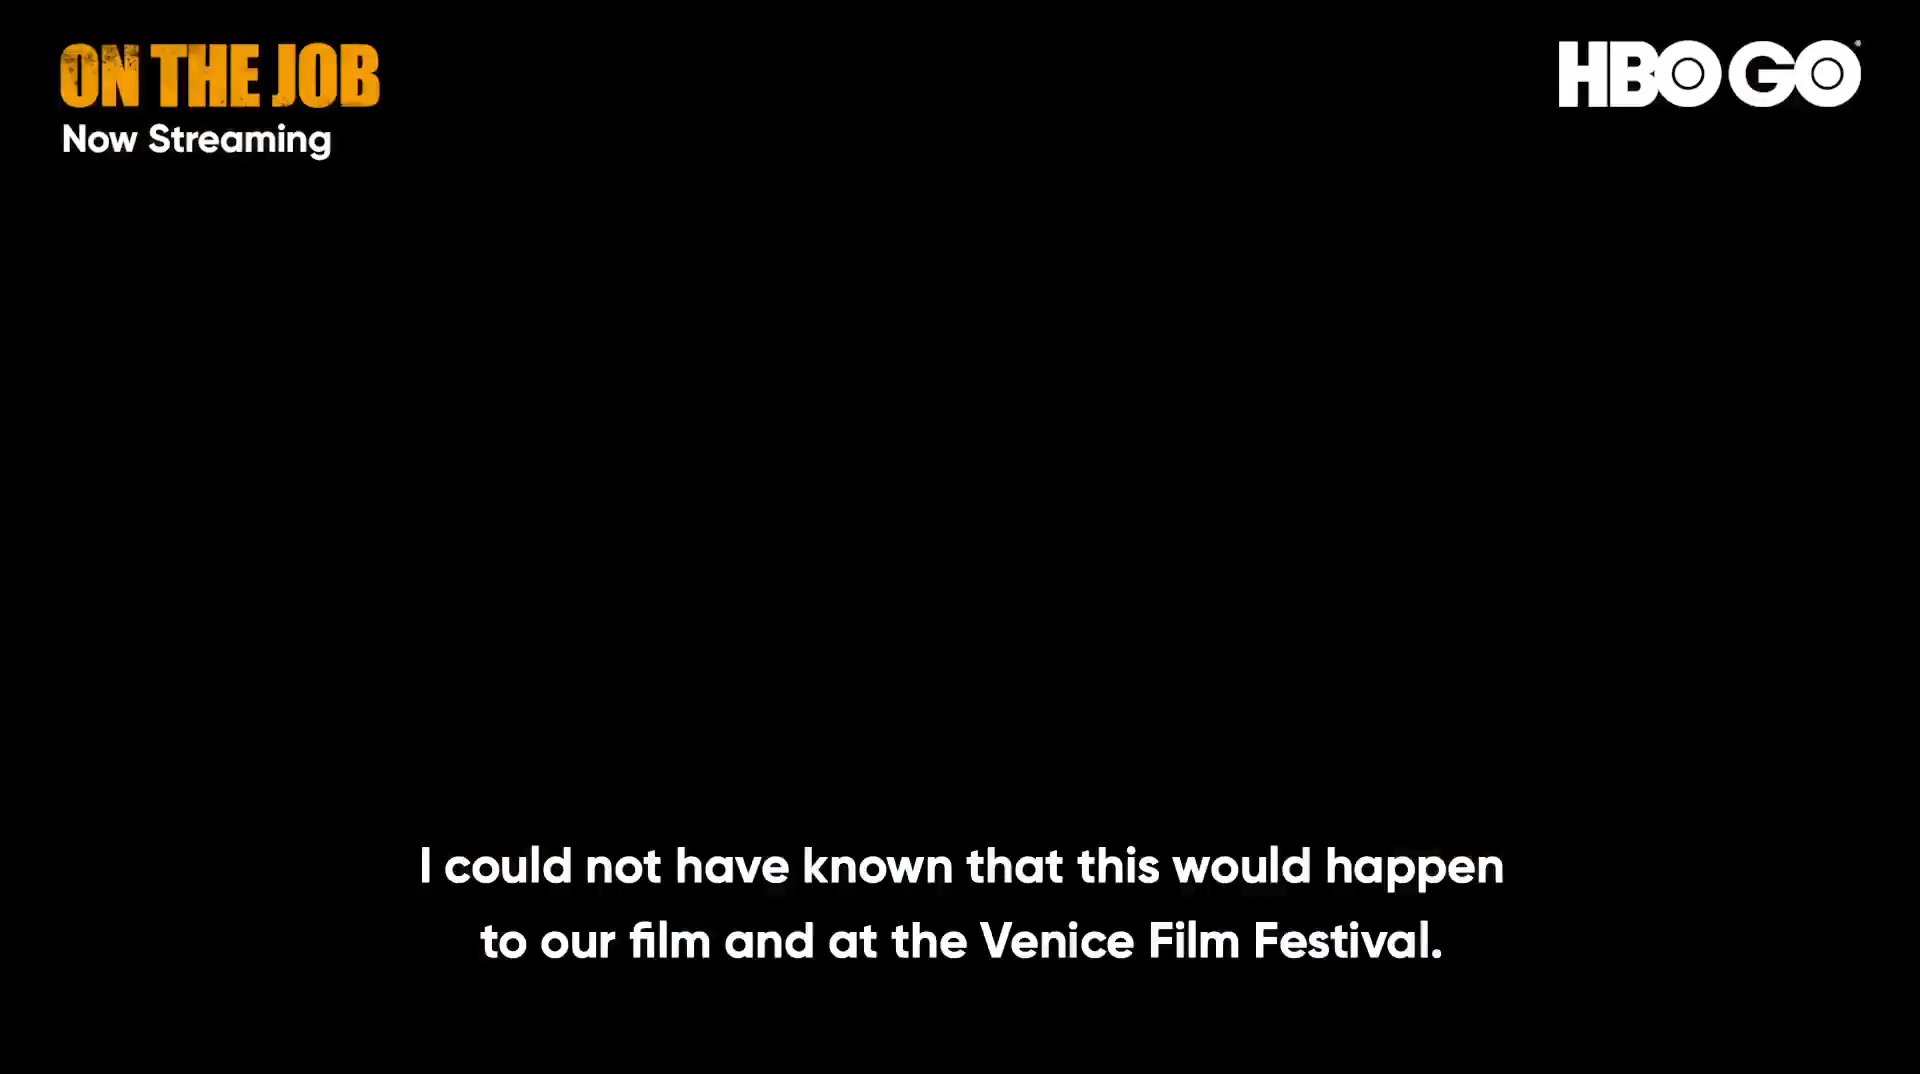 ON THE JOB
Now Streaming
HBO GO
I could not have known that this would happen
to our film and at the Venice Film Festival.